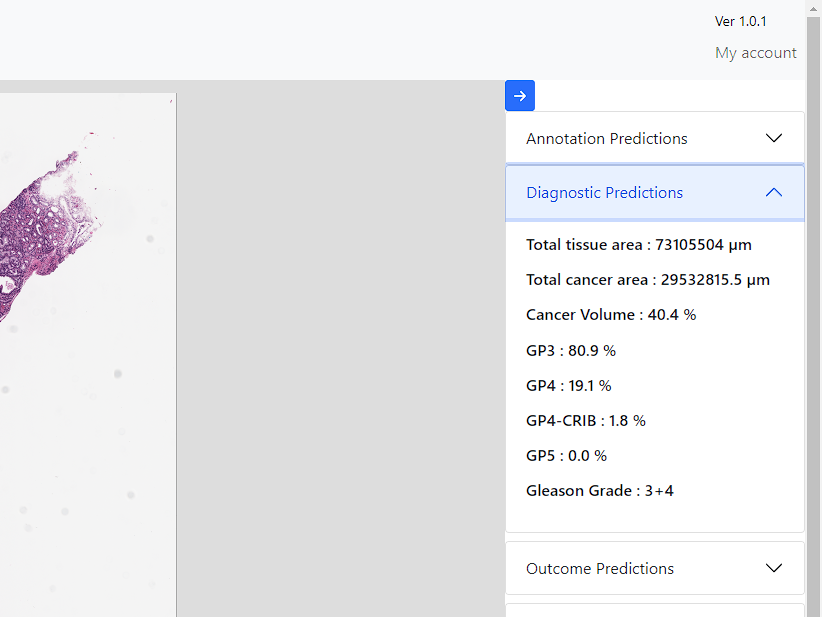 Ver 1.0.1
My account
Annotation Predictions
Diagnostic Predictions
Total tissue area : 73105504 µm
Total cancer area : 29532815.5 µm
Cancer Volume : 40.4 %
GP3 : 80.9 %
GP4 : 19.1 %
GP4-CRIB : 1.8 %
GP5 : 0.0 %
Gleason Grade : 3+4
Outcome Predictions